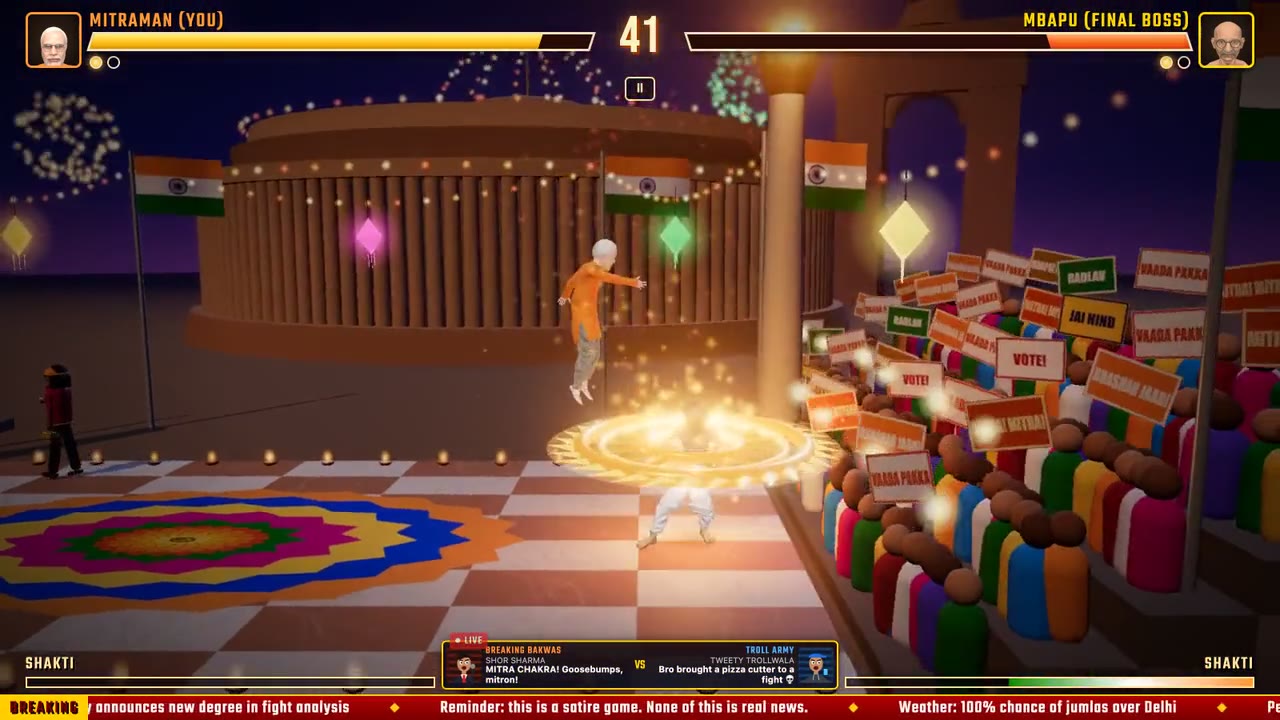 MITRAMAN (YOU)
41
MBAPU (FINAL BOSS)
VAADA PAKKA
BADLAV
VAADA PAKKA
BADLAV
JAI HIND
VAADA PAKKA
VOTE!
VOTE!
VAADA PAKKA
SHAKTI
SHAKTI
LIVE
BREAKING BAKWAS
SHOR SHARMA
MITRA CHAKRA! Goosebumps,
mitron!
VS
TROLL ARMY
TWEETY TROLLWALA
Bro brought a pizza cutter to a
fight 💀
BREAKING
y announces new degree in fight analysis ◆ Reminder: this is a satire game. None of this is real news. ◆ Weather: 100% chance of jumlas over Delhi ◆ Pe